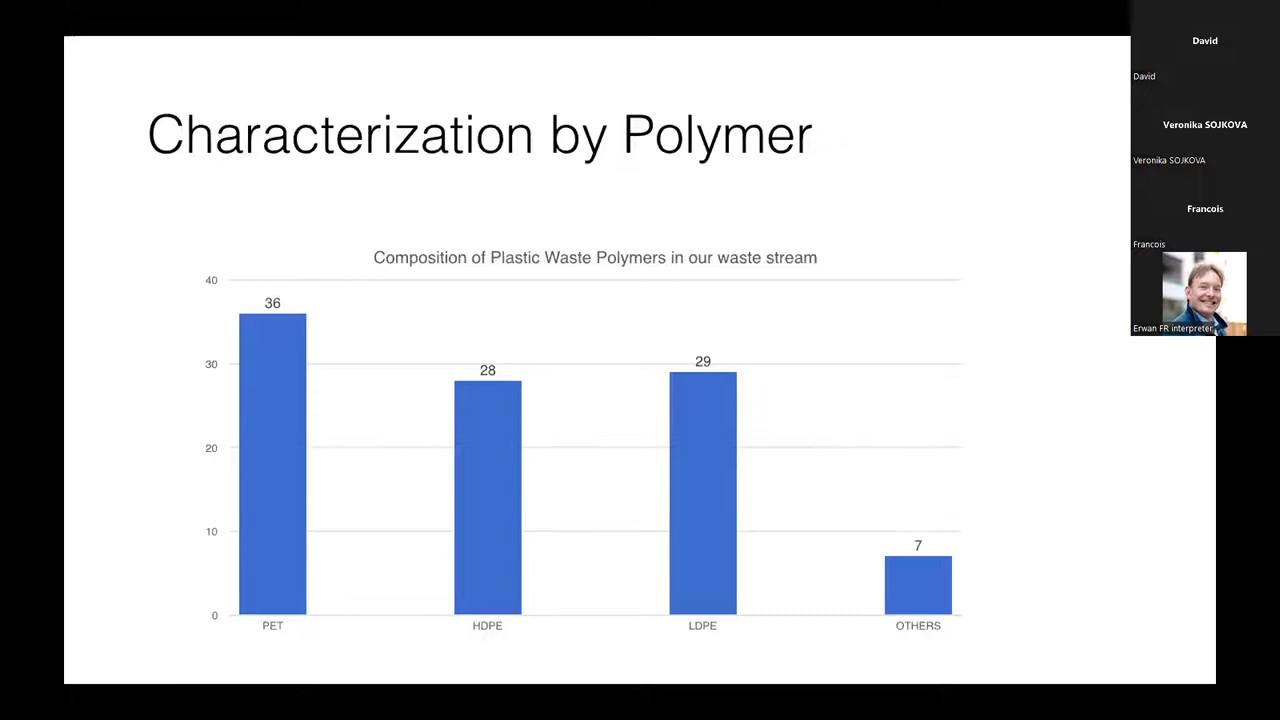 Characterization by Polymer
Composition of Plastic Waste Polymers in our waste stream
40
30
20
10
0
36
28
29
7
PET
HDPE
LDPE
OTHERS
David
David
Veronika SOJKOVA
Veronika SOJKOVA
Francois
Francois
Erwan FR interpreter